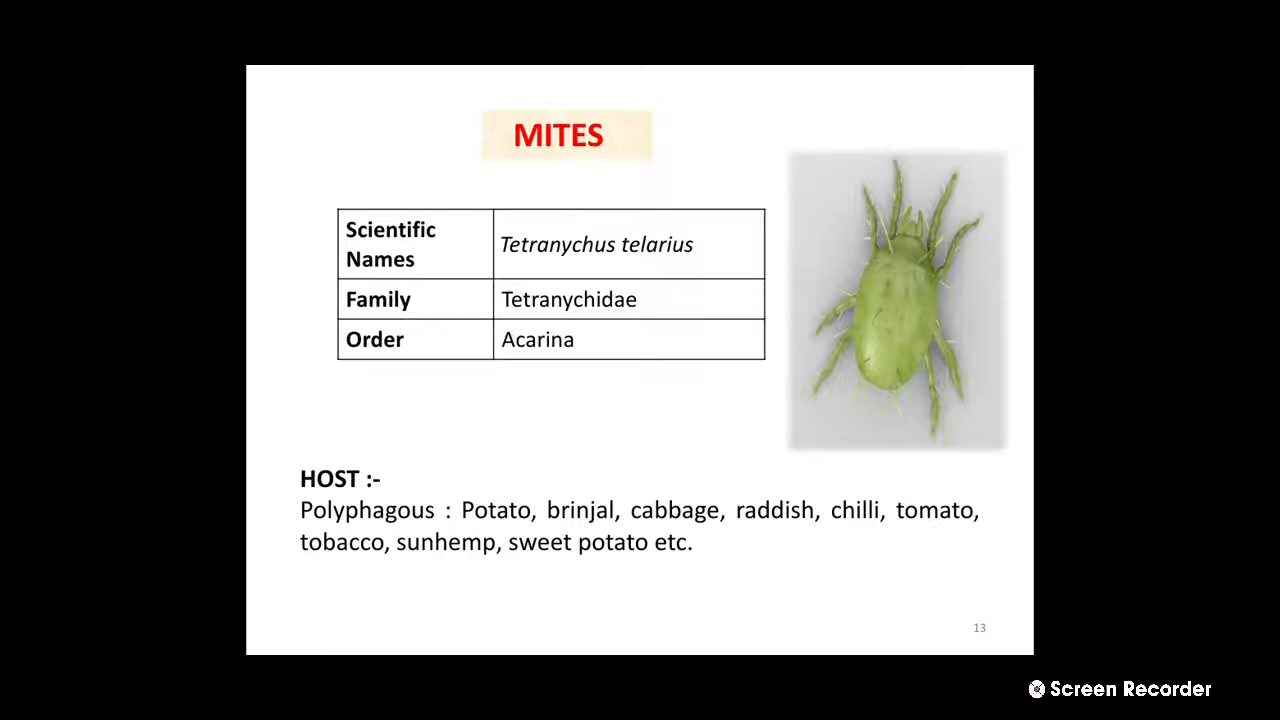 MITES
Scientific
Names
Tetranychus telarius
Family
Tetranychidae
Order
Acarina
HOST :-
Polyphagous : Potato, brinjal, cabbage, raddish, chilli, tomato,
tobacco, sunhemp, sweet potato etc.
13
Screen Recorder